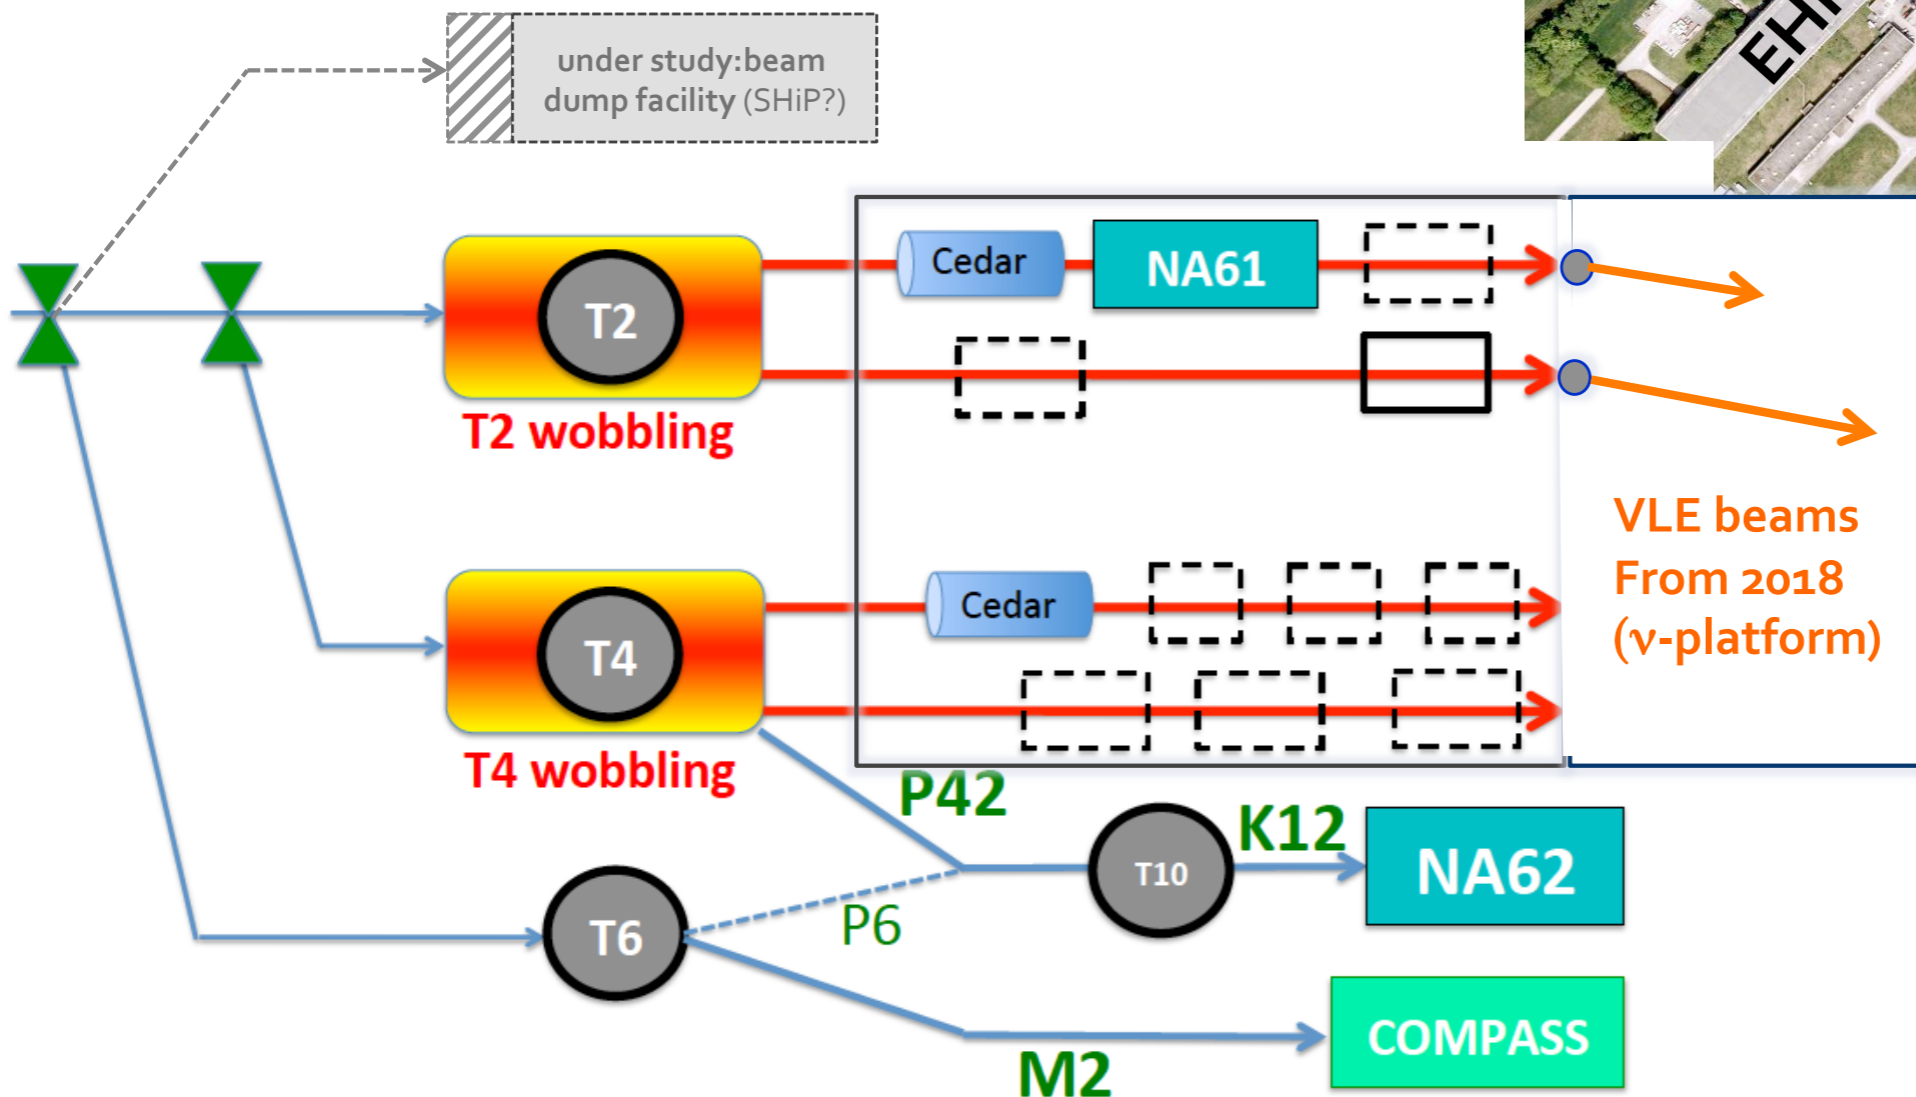 under study:beam
dump facility (SHiP?)
Cedar
NA61
T2
T2 wobbling
VLE beams
From 2018
(ν-platform)
Cedar
T4
T4 wobbling
P42
K12
T10
NA62
P6
T6
COMPASS
M2